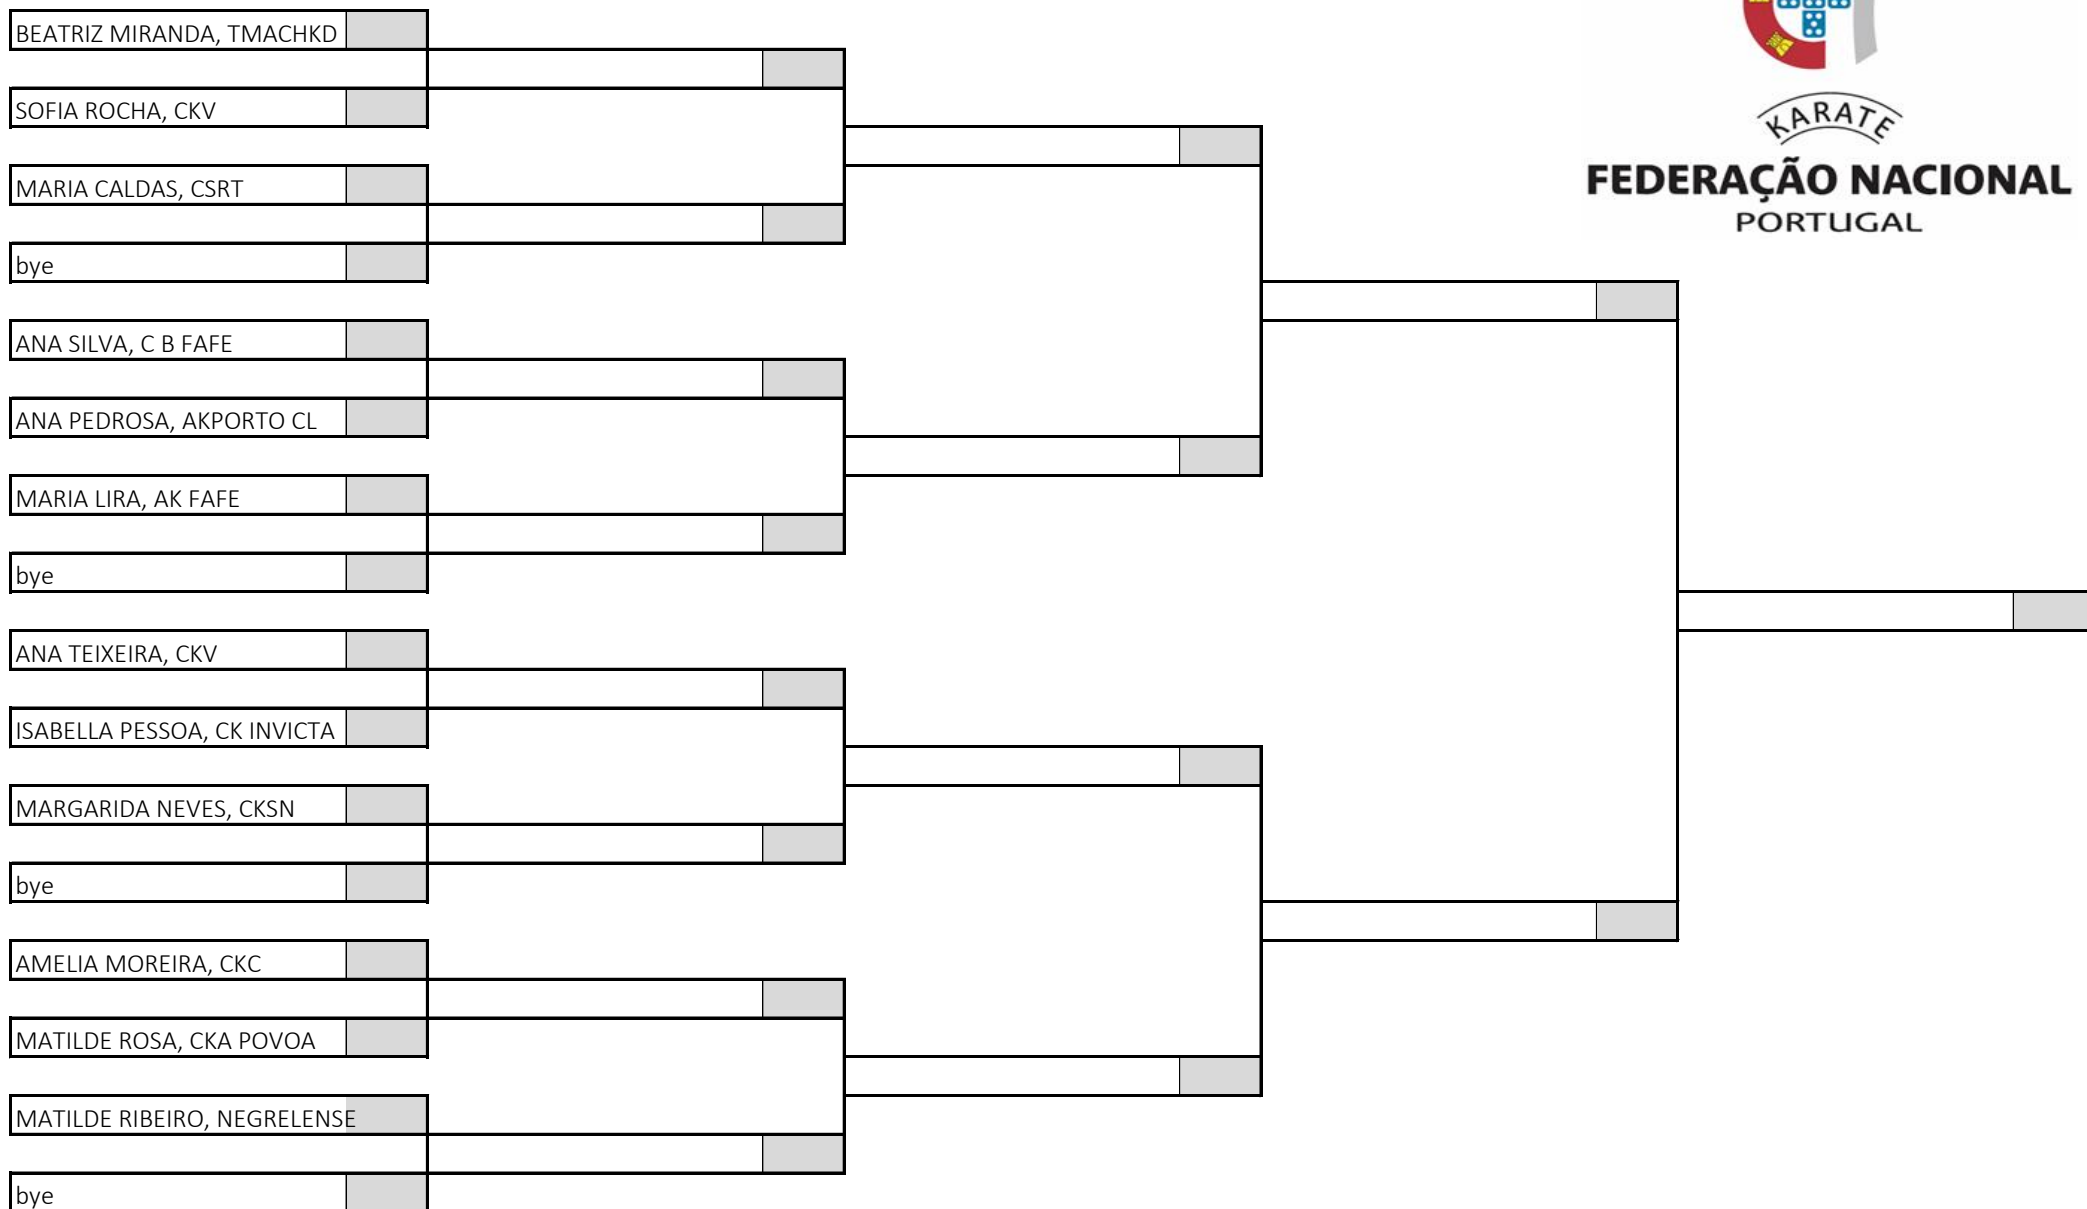 BEATRIZ MIRANDA, TMACHKD
SOFIA ROCHA, CKV
MARIA CALDAS, CSRT
bye
ANA SILVA, C B FAFE
ANA PEDROSA, AKPORTO CL
MARIA LIRA, AK FAFE
bye
ANA TEIXEIRA, CKV
ISABELLA PESSOA, CK INVICTA
MARGARIDA NEVES, CKSN
bye
AMELIA MOREIRA, CKC
MATILDE ROSA, CKA POVOA
MATILDE RIBEIRO, NEGRELENSE
bye
KARATE
FEDERAÇÃO NACIONAL
PORTUGAL